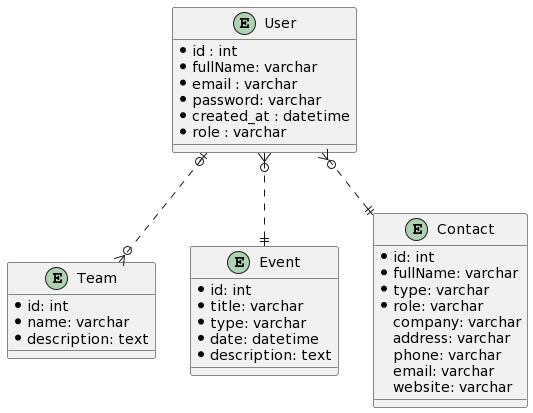 E User
id : int
fullName: varchar
email : varchar
password: varchar
created_at : datetime
role : varchar
E Team
id: int
name: varchar
description: text
E Event
id: int
title: varchar
type: varchar
date: datetime
description: text
E Contact
id: int
fullName: varchar
type: varchar
role: varchar
company: varchar
address: varchar
phone: varchar
email: varchar
website: varchar